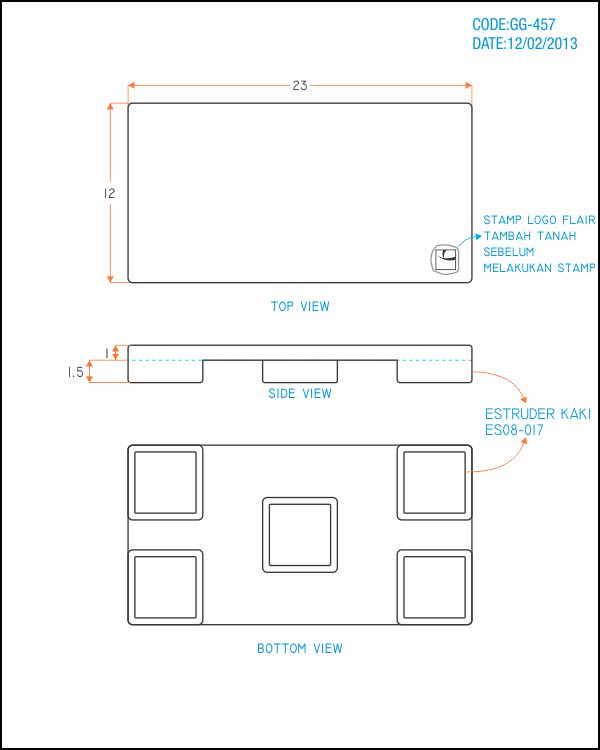 CODE:GG-457
DATE:12/02/2013
23
12
STAMP LOGO FLAIR
TAMBAH TANAH
SEBELUM
MELAKUKAN STAMP
TOP VIEW
1
1.5
SIDE VIEW
ESTRUDER KAKI
ES08-017
BOTTOM VIEW